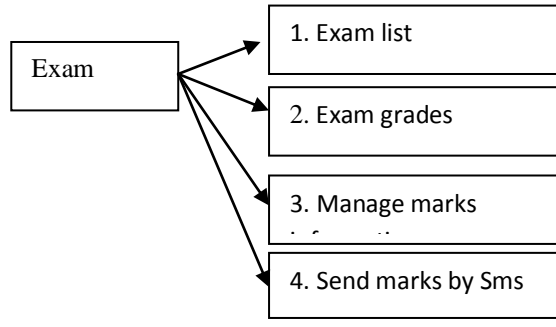 Exam
1. Exam list
2. Exam grades
3. Manage marks
4. Send marks by Sms